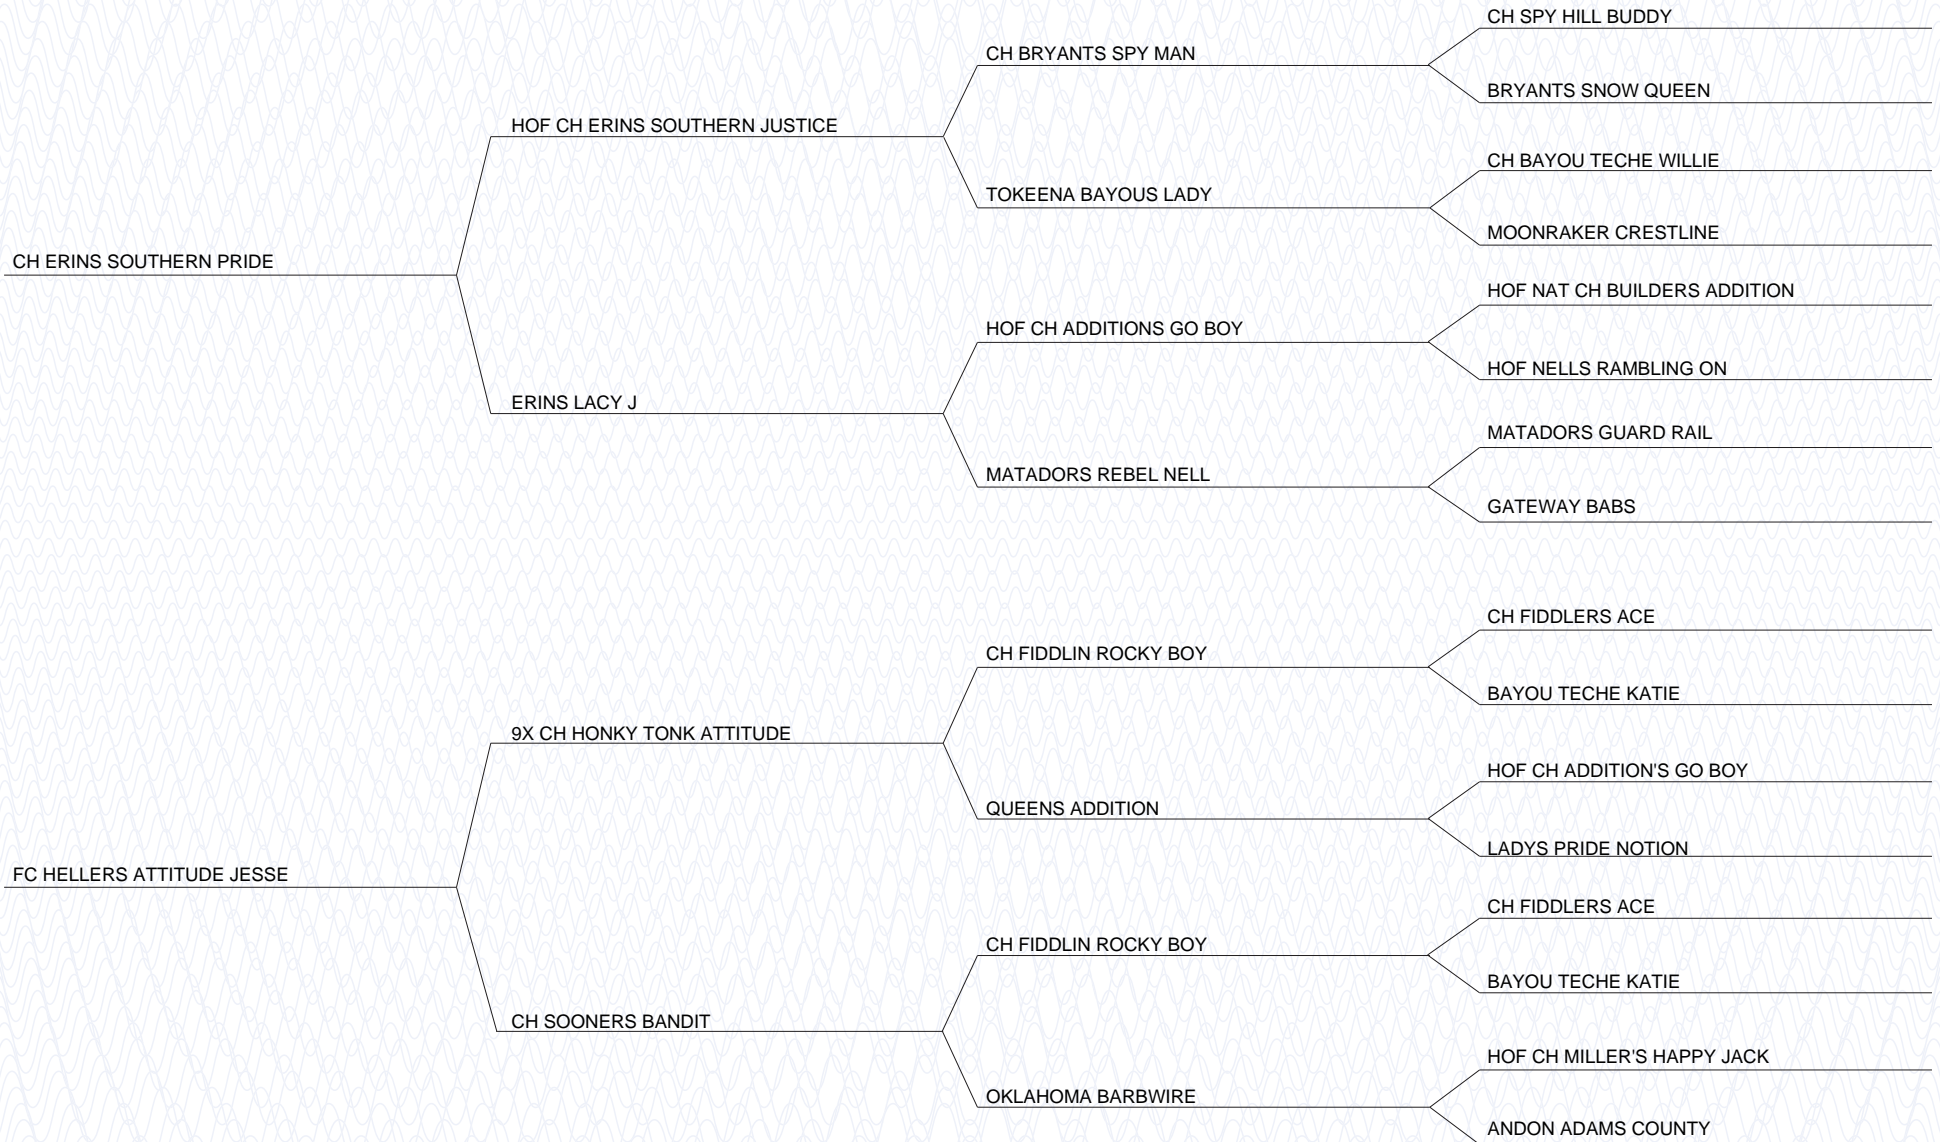 CH SPY HILL BUDDY
CH BRYANTS SPY MAN
BRYANTS SNOW QUEEN
HOF CH ERINS SOUTHERN JUSTICE
CH BAYOU TECHE WILLIE
TOKEENA BAYOUS LADY
MOONRAKER CRESTLINE
CH ERINS SOUTHERN PRIDE
HOF NAT CH BUILDERS ADDITION
HOF CH ADDITIONS GO BOY
HOF NELLS RAMBLING ON
ERINS LACY J
MATADORS GUARD RAIL
MATADORS REBEL NELL
GATEWAY BABS
CH FIDDLERS ACE
CH FIDDLIN ROCKY BOY
BAYOU TECHE KATIE
9X CH HONKY TONK ATTITUDE
HOF CH ADDITION'S GO BOY
QUEENS ADDITION
LADYS PRIDE NOTION
FC HELLERS ATTITUDE JESSE
CH FIDDLERS ACE
CH FIDDLIN ROCKY BOY
BAYOU TECHE KATIE
CH SOONERS BANDIT
HOF CH MILLER'S HAPPY JACK
OKLAHOMA BARBWIRE
ANDON ADAMS COUNTY